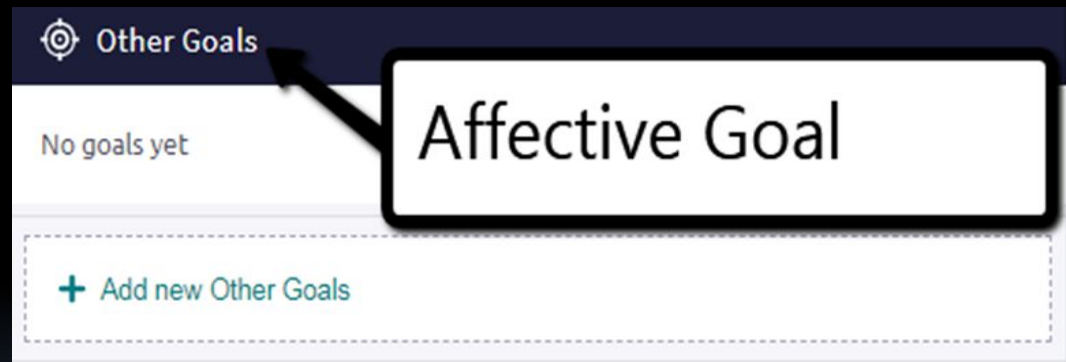 Other Goals
Affective Goal
No goals yet
+ Add new Other Goals